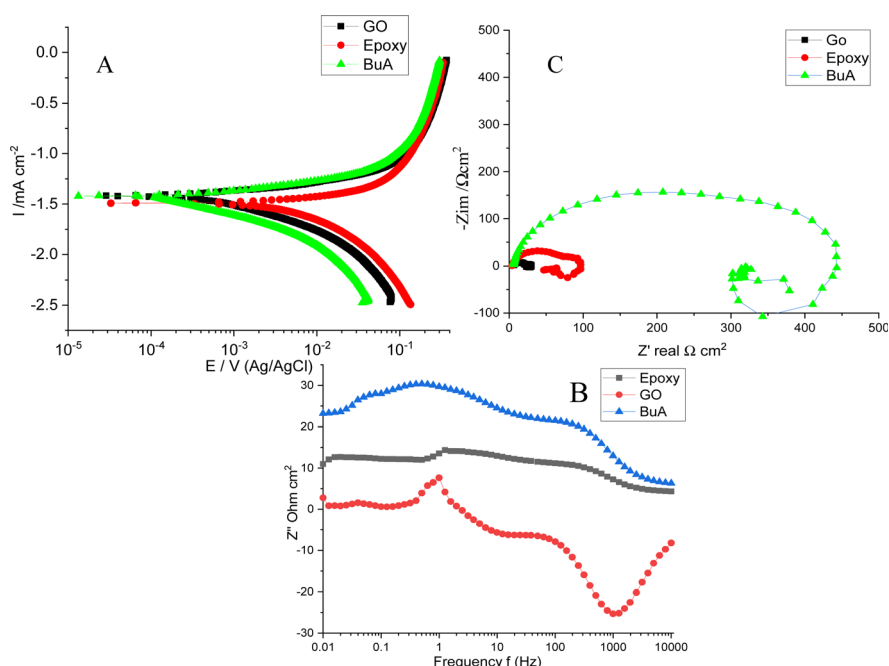 GO
Epoxy
BuA
A
I /mA cm-2
0.0
-0.5
-1.0
-1.5
-2.0
-2.5
10-5
10-4
10-3
10-2
10-1
E / V (Ag/AgCl)
C
Go
Epoxy
BuA
-Zim /Ωcm2
500
400
300
200
150
100
0
-100
0
100
200
300
400
500
Z' real Ω cm2
B
Epoxy
GO
BuA
Z" Ohm cm2
30
20
10
0
-10
-20
-30
0.01
0.1
1
10
100
1000
10000
Frequency f (Hz)